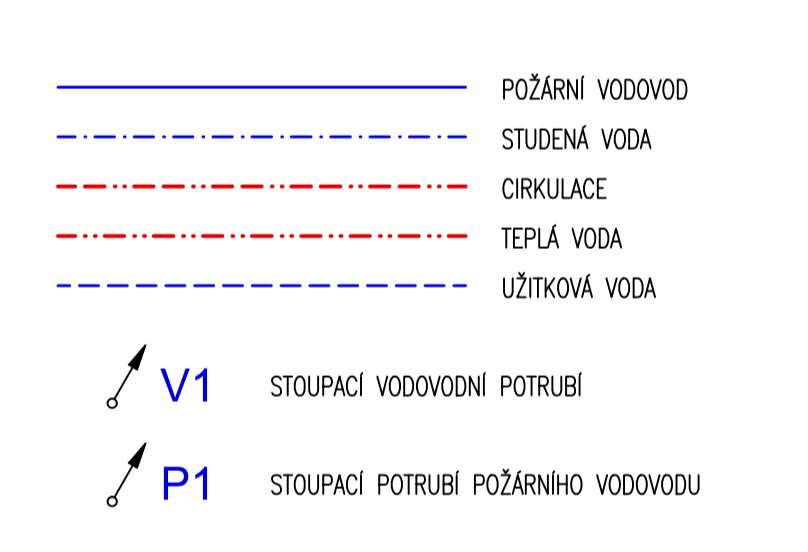 POŽÁRNÍ VODOVOD
STUDENÁ VODA
CIRKULACE
TEPLÁ VODA
UŽITKOVÁ VODA
V1 STOUPACÍ VODOVODNÍ POTRUBÍ
P1 STOUPACÍ POTRUBÍ POŽÁRNÍHO VODOVODU